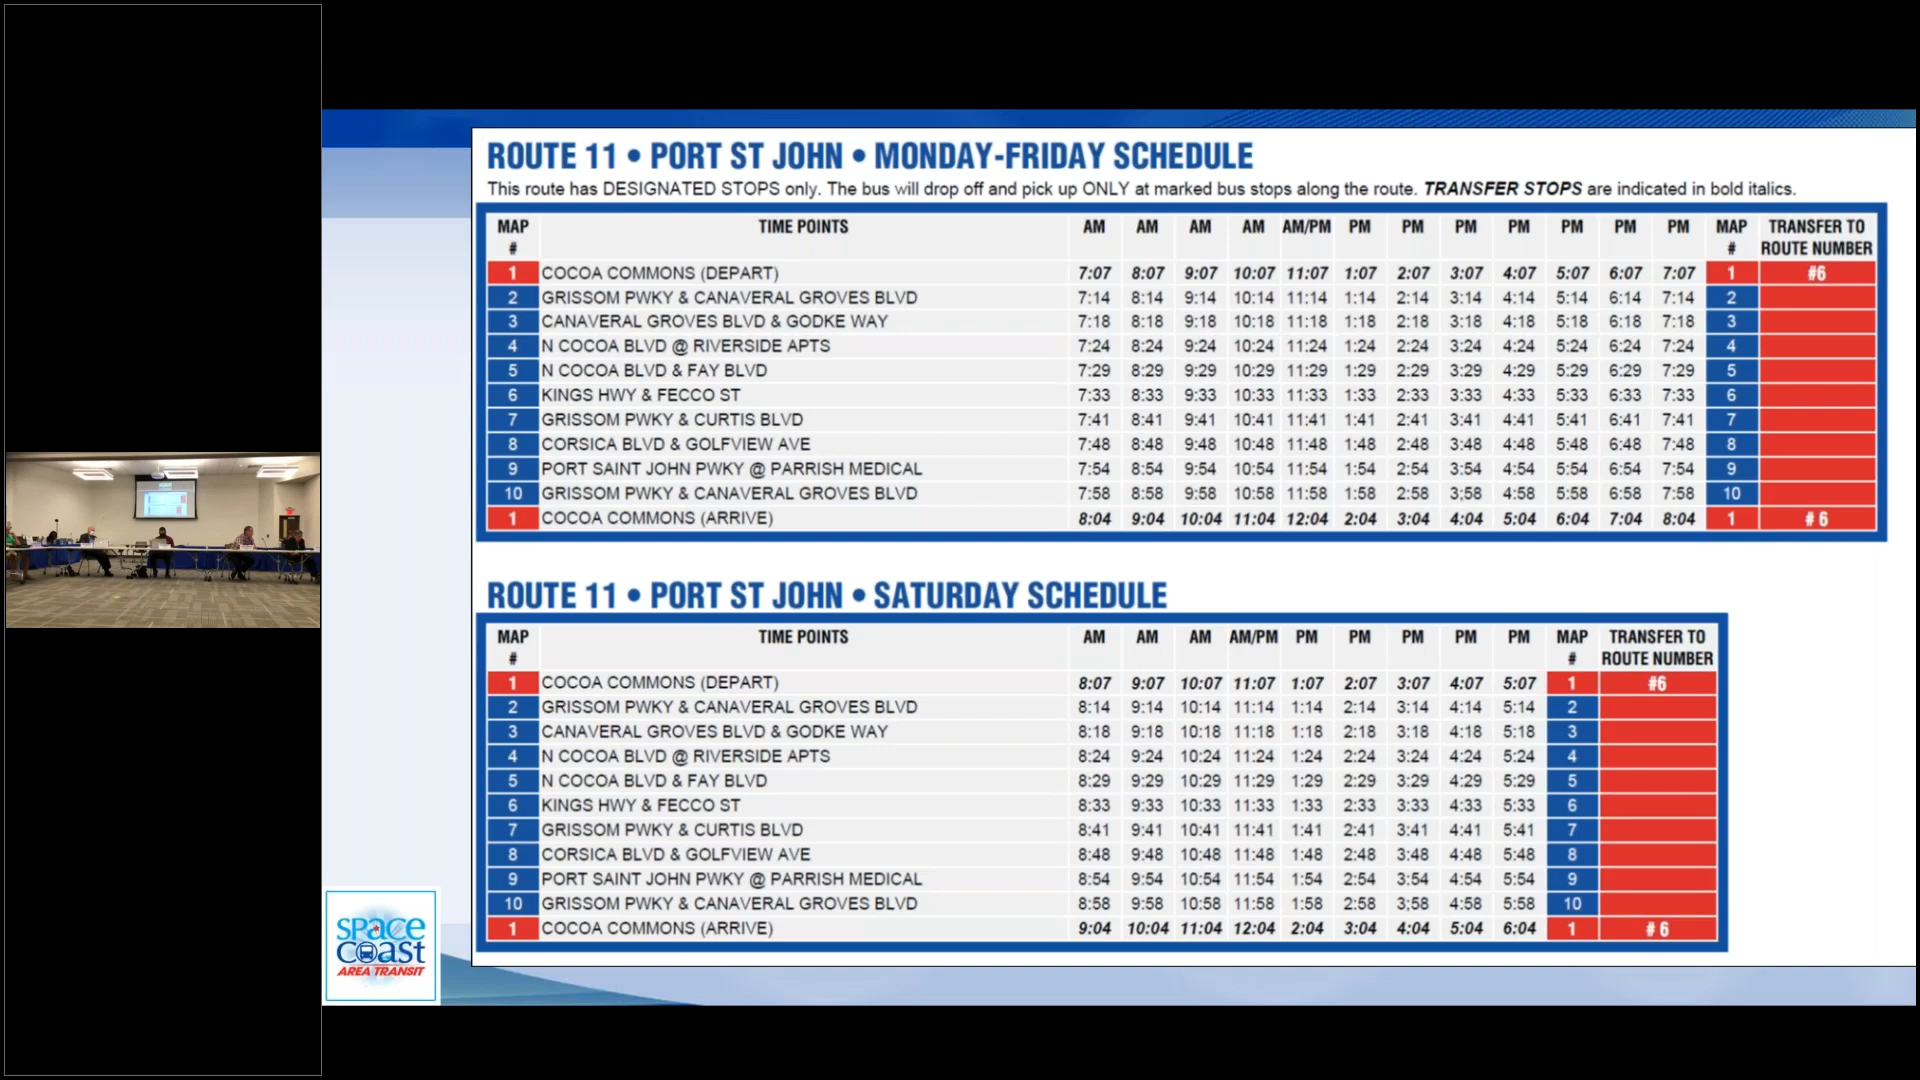 ROUTE 11 • PORT ST JOHN • MONDAY-FRIDAY SCHEDULE
This route has DESIGNATED STOPS only. The bus will drop off and pick up ONLY at marked bus stops along the route. TRANSFER STOPS are indicated in bold italics.
MAP # TIME POINTS AM AM AM AM AM/PM PM PM PM PM PM PM PM MAP # TRANSFER TO ROUTE NUMBER
1 COCOA COMMONS (DEPART) 7:07 8:07 9:07 10:07 11:07 1:07 2:07 3:07 4:07 5:07 6:07 7:07 1 #6
2 GRISSOM PWKY & CANAVERAL GROVES BLVD 7:14 8:14 9:14 10:14 11:14 1:14 2:14 3:14 4:14 5:14 6:14 7:14 2
3 CANAVERAL GROVES BLVD & GODKE WAY 7:18 8:18 9:18 10:18 11:18 1:18 2:18 3:18 4:18 5:18 6:18 7:18 3
4 N COCOA BLVD @ RIVERSIDE APTS 7:24 8:24 9:24 10:24 11:24 1:24 2:24 3:24 4:24 5:24 6:24 7:24 4
5 N COCOA BLVD & FAY BLVD 7:29 8:29 9:29 10:29 11:29 1:29 2:29 3:29 4:29 5:29 6:29 7:29 5
6 KINGS HWY & FECCO ST 7:33 8:33 9:33 10:33 11:33 1:33 2:33 3:33 4:33 5:33 6:33 7:33 6
7 GRISSOM PWKY & CURTIS BLVD 7:41 8:41 9:41 10:41 11:41 1:41 2:41 3:41 4:41 5:41 6:41 7:41 7
8 CORSICA BLVD & GOLFVIEW AVE 7:48 8:48 9:48 10:48 11:48 1:48 2:48 3:48 4:48 5:48 6:48 7:48 8
9 PORT SAINT JOHN PWKY @ PARRISH MEDICAL 7:54 8:54 9:54 10:54 11:54 1:54 2:54 3:54 4:54 5:54 6:54 7:54 9
10 GRISSOM PWKY & CANAVERAL GROVES BLVD 7:58 8:58 9:58 10:58 11:58 1:58 2:58 3;58 4:58 5:58 6:58 7:58 10
1 COCOA COMMONS (ARRIVE) 8:04 9:04 10:04 11:04 12:04 2:04 3:04 4:04 5:04 6:04 7:04 8:04 1 # 6
ROUTE 11 • PORT ST JOHN • SATURDAY SCHEDULE
MAP # TIME POINTS AM AM AM AM/PM PM PM PM PM PM MAP # TRANSFER TO ROUTE NUMBER
1 COCOA COMMONS (DEPART) 8:07 9:07 10:07 11:07 1:07 2:07 3:07 4:07 5:07 1 #6
2 GRISSOM PWKY & CANAVERAL GROVES BLVD 8:14 9:14 10:14 11:14 1:14 2:14 3:14 4:14 5:14 2
3 CANAVERAL GROVES BLVD & GODKE WAY 8:18 9:18 10:18 11:18 1:18 2:18 3:18 4:18 5:18 3
4 N COCOA BLVD @ RIVERSIDE APTS 8:24 9:24 10:24 11:24 1:24 2:24 3:24 4:24 5:24 4
5 N COCOA BLVD & FAY BLVD 8:29 9:29 10:29 11:29 1:29 2:29 3:29 4:29 5:29 5
6 KINGS HWY & FECCO ST 8:33 9:33 10:33 11:33 1:33 2:33 3:33 4:33 5:33 6
7 GRISSOM PWKY & CURTIS BLVD 8:41 9:41 10:41 11:41 1:41 2:41 3:41 4:41 5:41 7
8 CORSICA BLVD & GOLFVIEW AVE 8:48 9:48 10:48 11:48 1:48 2:48 3:48 4:48 5:48 8
9 PORT SAINT JOHN PWKY @ PARRISH MEDICAL 8:54 9:54 10:54 11:54 1:54 2:54 3:54 4:54 5:54 9
10 GRISSOM PWKY & CANAVERAL GROVES BLVD 8:58 9:58 10:58 11:58 1:58 2:58 3;58 4:58 5:58 10
1 COCOA COMMONS (ARRIVE) 9:04 10:04 11:04 12:04 2:04 3:04 4:04 5:04 6:04 1 # 6
space
coast
AREA TRANSIT